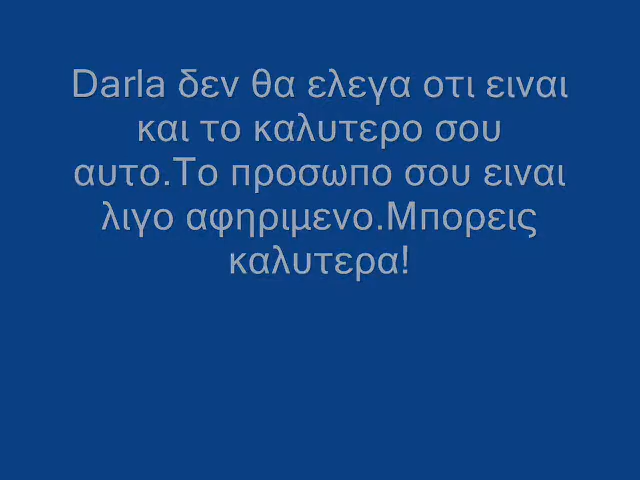 Darla δεν θα ελεγα οτι ειναι
και το καλυτερο σου
αυτο.Το προσωπο σου ειναι
λιγο αφηριμενο.Μπορεις
καλυτερα!